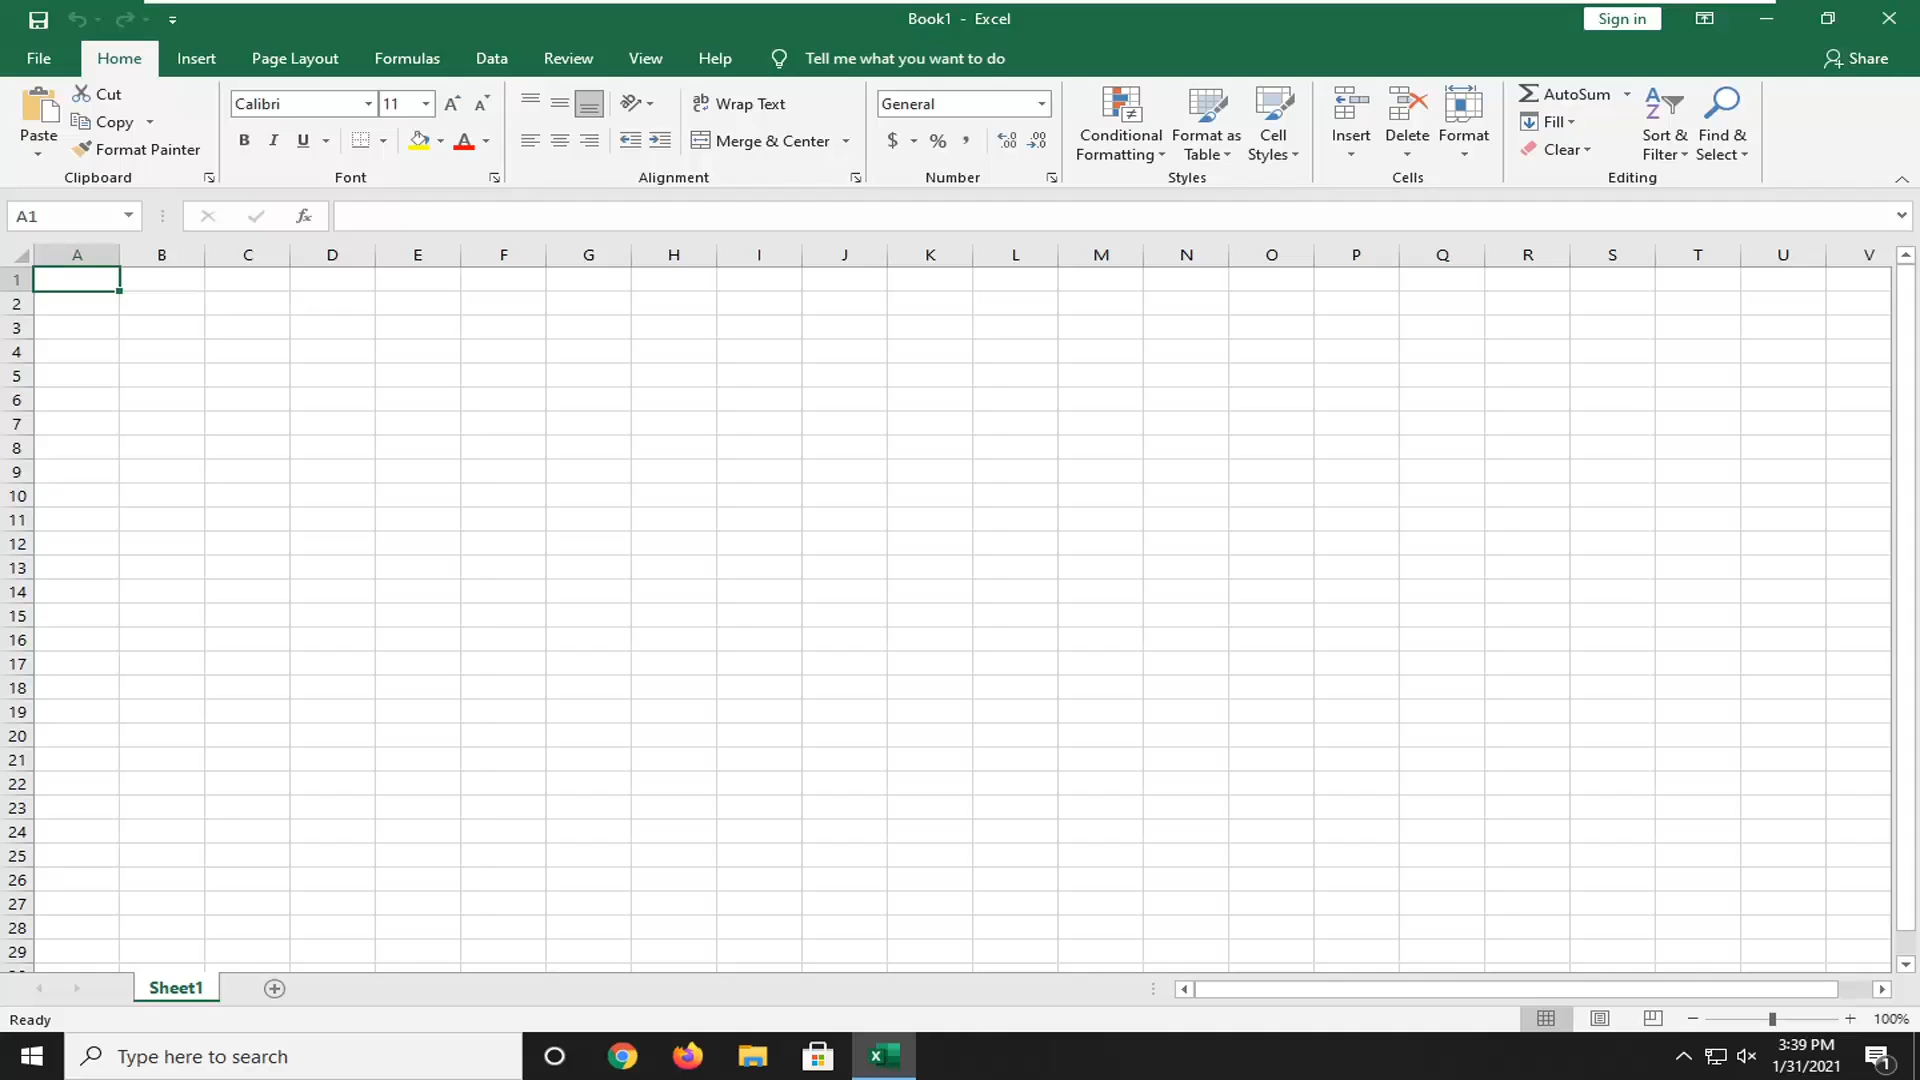 Book1 - Excel
Sign in
File Home Insert Page Layout Formulas Data Review View Help Tell me what you want to do Share
Paste
Cut
Copy
Format Painter
Clipboard
Calibri 11
B I U A
Font
ab Wrap Text
Merge & Center
Alignment
General
$ % ,
Number
Conditional Formatting
Format as Table
Cell Styles
Styles
Insert Delete Format
Cells
AutoSum
Fill
Clear
Sort & Filter
Find & Select
Editing
A1 fx
A B C D E F G H I J K L M N O P Q R S T U V
1
2
3
4
5
6
7
8
9
10
11
12
13
14
15
16
17
18
19
20
21
22
23
24
25
26
27
28
29
Sheet1
Ready 100%
Type here to search
3:39 PM
1/31/2021
1